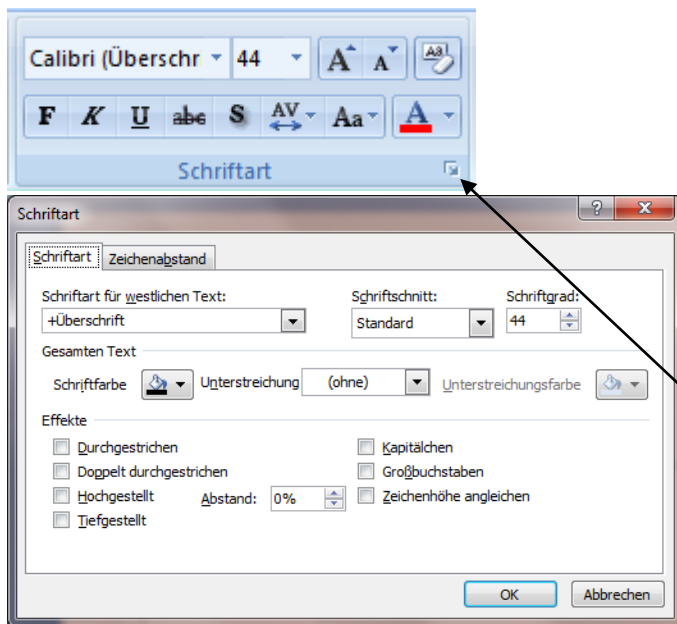 Calibri (Überschr 44 A A Aa
F K U abc S AV Aa A
Schriftart
Schriftart ? X
Schriftart Zeichenabstand
Schriftart für westlichen Text: Schriftschnitt: Schriftgrad:
+Überschrift Standard 44
Gesamten Text
Schriftfarbe Unterstreichung (ohne) Unterstreichungsfarbe
Effekte
Durchgestrichen Kapitälchen
Doppelt durchgestrichen Großbuchstaben
Hochgestellt Abstand: 0% Zeichenhöhe angleichen
Tiefgestellt
OK Abbrechen